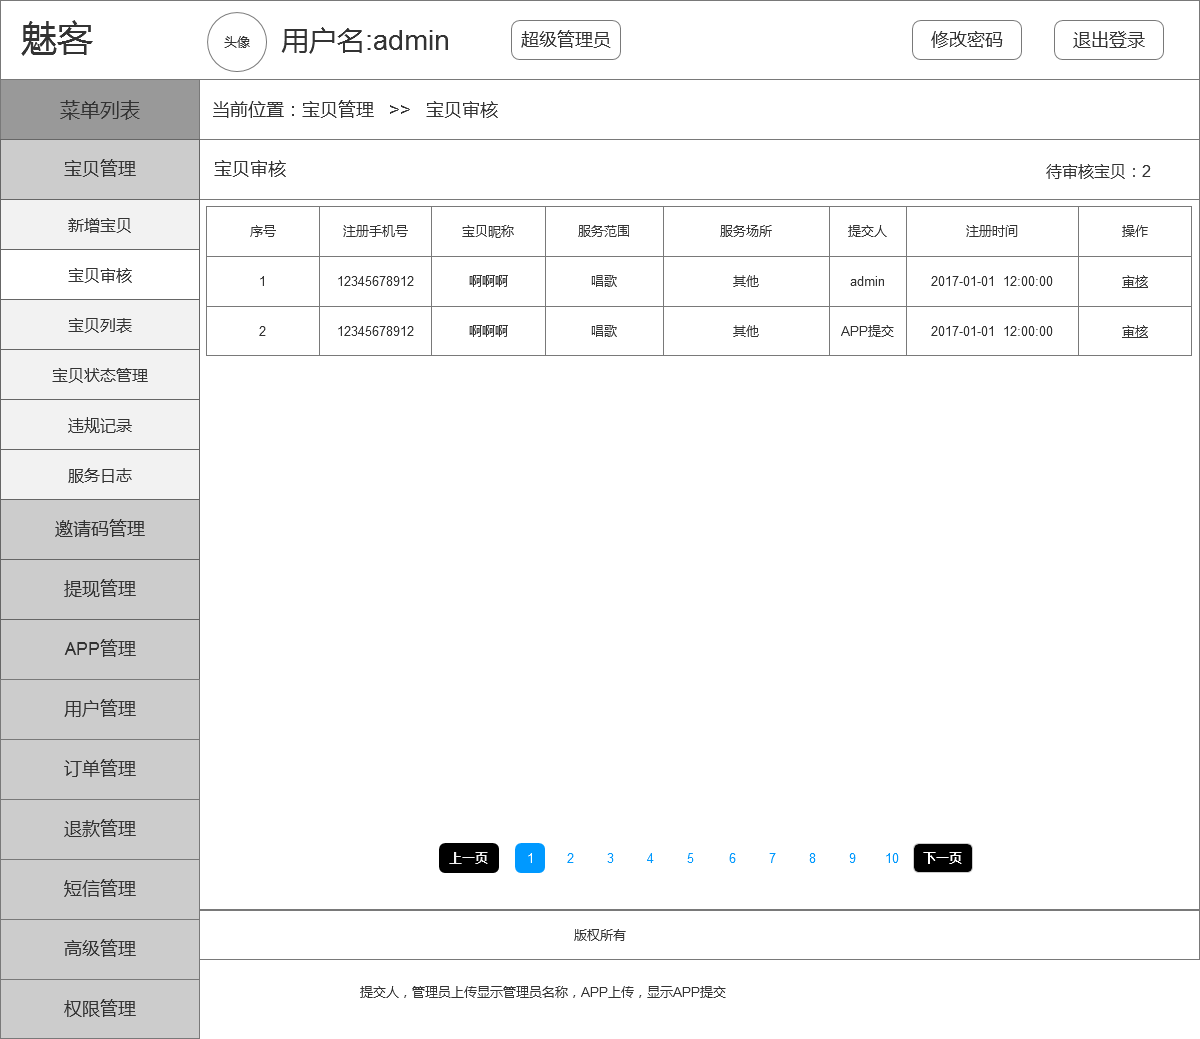 魅客
头像
用户名:admin
超级管理员
修改密码
退出登录
菜单列表
当前位置：宝贝管理 >> 宝贝审核
宝贝管理
宝贝审核
待审核宝贝：2
新增宝贝
宝贝审核
宝贝列表
宝贝状态管理
违规记录
服务日志
邀请码管理
提现管理
APP管理
用户管理
订单管理
退款管理
短信管理
高级管理
权限管理
序号 注册手机号 宝贝昵称 服务范围 服务场所 提交人 注册时间 操作
1 12345678912 啊啊啊 唱歌 其他 admin 2017-01-01 12:00:00 审核
2 12345678912 啊啊啊 唱歌 其他 APP提交 2017-01-01 12:00:00 审核
上一页 1 2 3 4 5 6 7 8 9 10 下一页
版权所有
提交人，管理员上传显示管理员名称，APP上传，显示APP提交